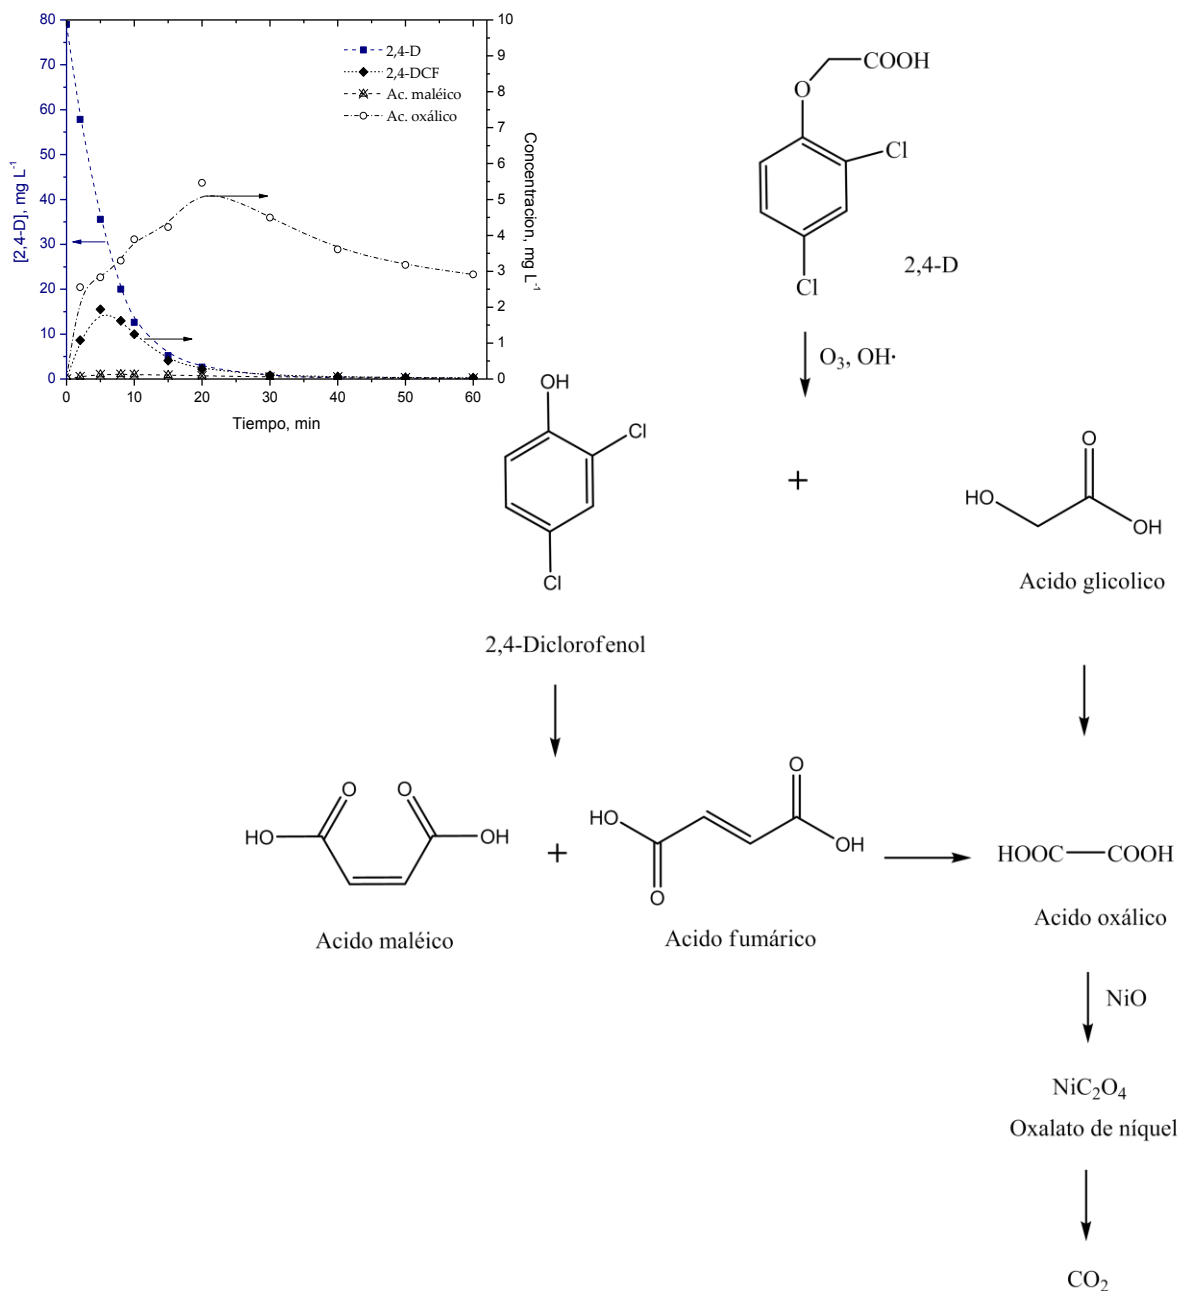 80
70
60
50
40
30
20
10
0
[2,4-D], mg L-1
10
9
8
7
6
5
4
3
2
1
0
Concentracion, mg L-1
2,4-D
2,4-DCF
Ac. maléico
Ac. oxálico
0 10 20 30 40 50 60
Tiempo, min
COOH
O
Cl
Cl
2,4-D
O3, OH·
OH
Cl
Cl
2,4-Diclorofenol
+
O
HO
OH
Acido glicolico
O O
HO OH
Acido maléico
+
O
HO
OH
O
Acido fumárico
HOOC COOH
Acido oxálico
NiO
NiC2O4
Oxalato de níquel
CO2